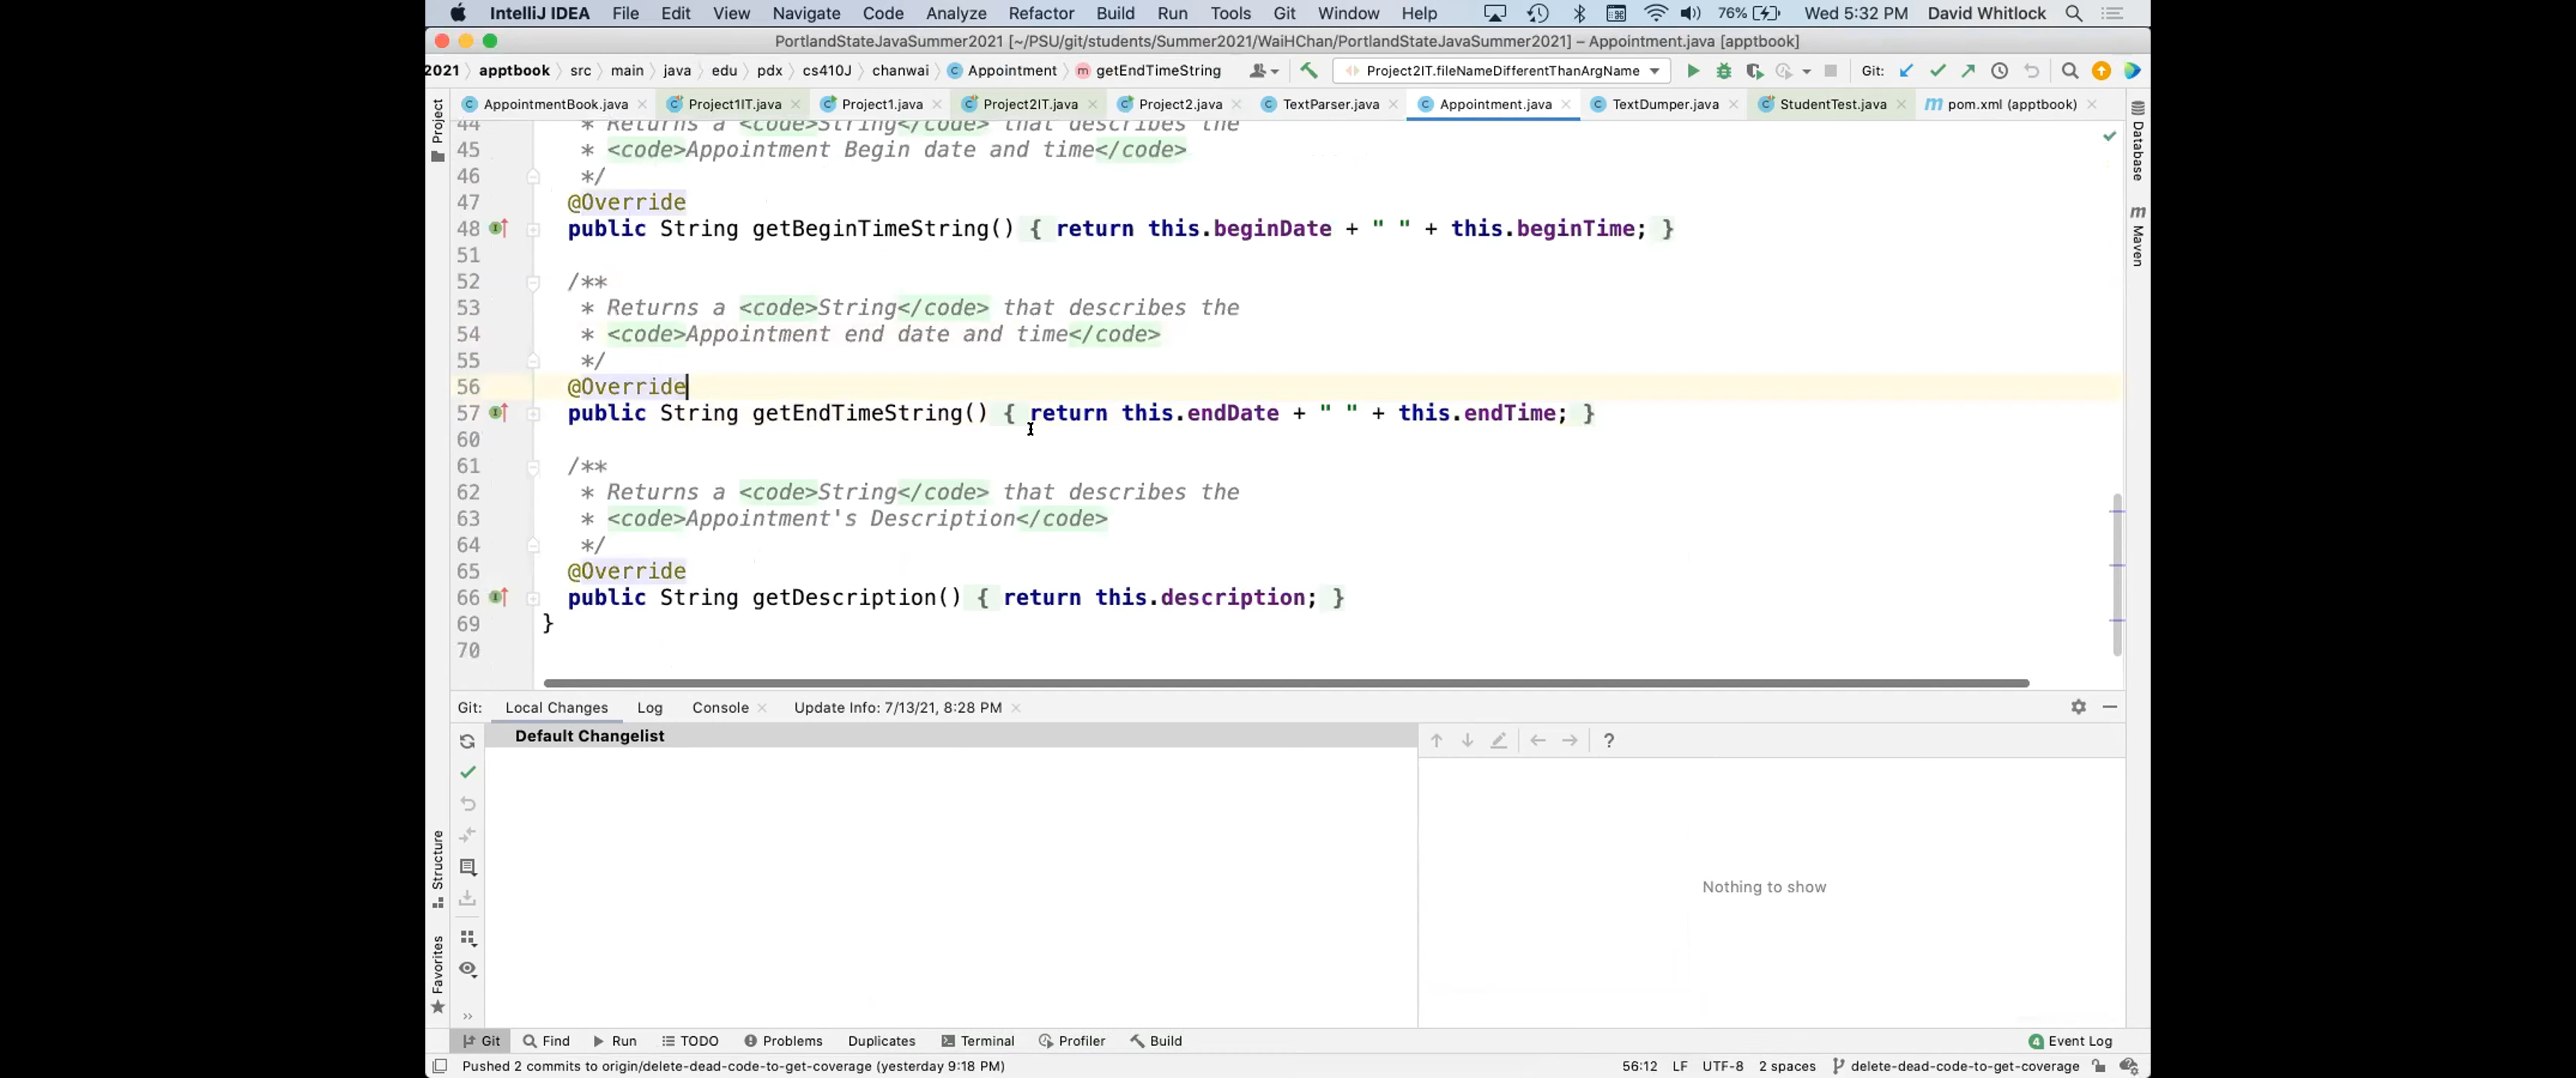 IntelliJ IDEA File Edit View Navigate Code Analyze Refactor Build Run Tools Git Window Help 76% Wed 5:32 PM David Whitlock
PortlandStateJavaSummer2021 [~/PSU/git/students/Summer2021/WaiHChan/PortlandStateJavaSummer2021] – Appointment.java [apptbook]
2021 apptbook src main java edu pdx cs410J chanwai Appointment getEndTimeString Project2IT.fileNameDifferentThanArgName Git:
AppointmentBook.java Project1IT.java Project1.java Project2IT.java Project2.java TextParser.java Appointment.java TextDumper.java StudentTest.java pom.xml (apptbook)
Project
Database
Maven
44 * Returns a <code>String</code> that describes the
45 * <code>Appointment Begin date and time</code>
46 */
47 @Override
48 public String getBeginTimeString() { return this.beginDate + " " + this.beginTime; }
51
52 /**
53 * Returns a <code>String</code> that describes the
54 * <code>Appointment end date and time</code>
55 */
56 @Override
57 public String getEndTimeString() { return this.endDate + " " + this.endTime; }
60
61 /**
62 * Returns a <code>String</code> that describes the
63 * <code>Appointment's Description</code>
64 */
65 @Override
66 public String getDescription() { return this.description; }
69 }
70
Git: Local Changes Log Console Update Info: 7/13/21, 8:28 PM
Default Changelist
?
Nothing to show
Structure
Favorites
Git Find Run TODO Problems Duplicates Terminal Profiler Build 4 Event Log
Pushed 2 commits to origin/delete-dead-code-to-get-coverage (yesterday 9:18 PM) 56:12 LF UTF-8 2 spaces delete-dead-code-to-get-coverage